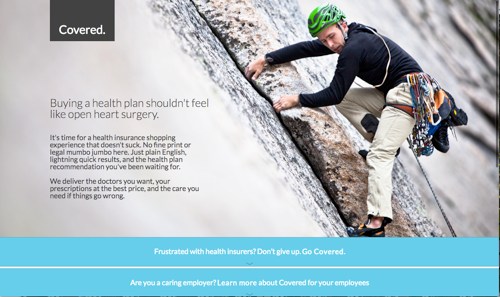 Covered.
Buying a health plan shouldn't feel
like open heart surgery.
It's time for a health insurance shopping
experience that doesn't suck. No fine print or
legal mumbo jumbo here. Just plain English,
lightning quick results, and the health plan
recommendation you've been waiting for.
We deliver the doctors you want, your
prescriptions at the best price, and the care you
need if things go wrong.
Frustrated with health insurers? Don't give up. Go Covered.
Are you a caring employer? Learn more about Covered for your employees